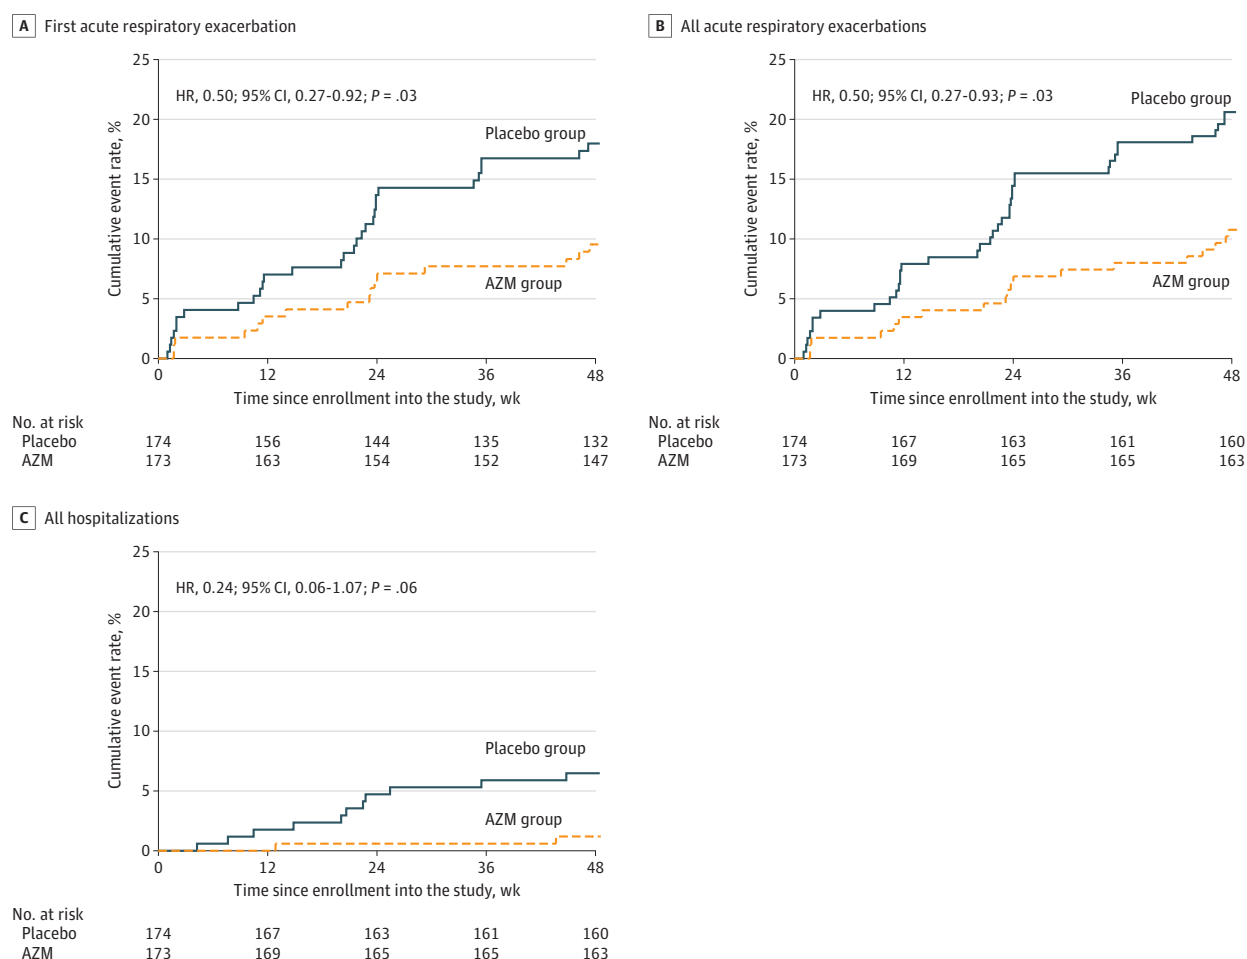 A First acute respiratory exacerbation
25
20
15
10
5
0
Cumulative event rate, %
HR, 0.50; 95% CI, 0.27-0.92; P = .03
Placebo group
AZM group
0 12 24 36 48
Time since enrollment into the study, wk
No. at risk
Placebo 174 156 144 135 132
AZM 173 163 154 152 147
B All acute respiratory exacerbations
25
20
15
10
5
0
Cumulative event rate, %
HR, 0.50; 95% CI, 0.27-0.93; P = .03
Placebo group
AZM group
0 12 24 36 48
Time since enrollment into the study, wk
No. at risk
Placebo 174 167 163 161 160
AZM 173 169 165 165 163
C All hospitalizations
25
20
15
10
5
0
Cumulative event rate, %
HR, 0.24; 95% CI, 0.06-1.07; P = .06
Placebo group
AZM group
0 12 24 36 48
Time since enrollment into the study, wk
No. at risk
Placebo 174 167 163 161 160
AZM 173 169 165 165 163